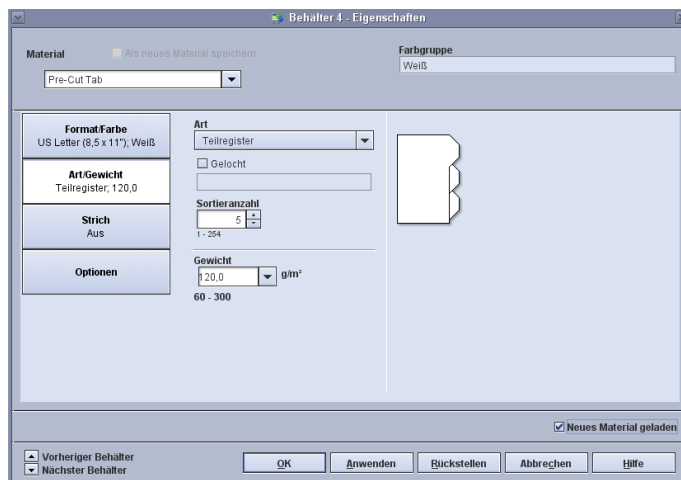 Behälter 4 - Eigenschaften
Material
Als neues Material speichern
Farbgruppe
Pre-Cut Tab
Weiß
Format/Farbe
US Letter (8,5 x 11"); Weiß
Art/Gewicht
Teilregister; 120,0
Strich
Aus
Optionen
Art
Teilregister
Gelocht
Sortieranzahl
5
1 - 254
Gewicht
120,0 g/m²
60 - 300
Neues Material geladen
Vorheriger Behälter
Nächster Behälter
OK Anwenden Rückstellen Abbrechen Hilfe